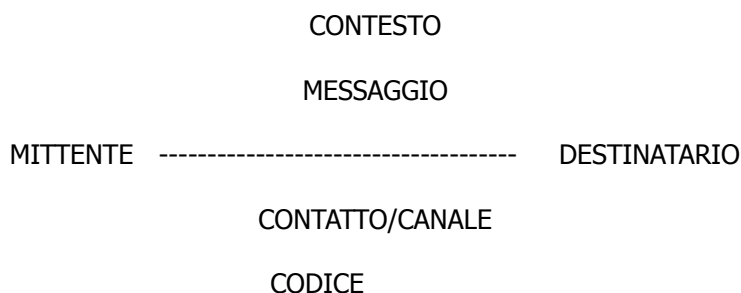 CONTESTO
MESSAGGIO
MITTENTE ------------------------------------- DESTINATARIO
CONTATTO/CANALE
CODICE